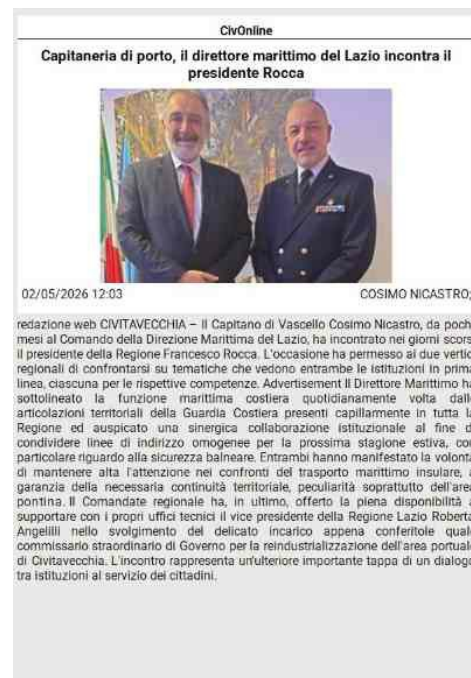 CivOnline
Capitaneria di porto, il direttore marittimo del Lazio incontra il
presidente Rocca
02/05/2026 12:03 COSIMO NICASTRO;
redazione web CIVITAVECCHIA – Il Capitano di Vascello Cosimo Nicastro, da poch
mesi al Comando della Direzione Marittima del Lazio, ha incontrato nei giorni scors
il presidente della Regione Francesco Rocca. L'occasione ha permesso ai due vertic
regionali di confrontarsi su tematiche che vedono entrambe le istituzioni in prima
linea, ciascuna per le rispettive competenze. Advertisement Il Direttore Marittimo ha
sottolineato la funzione marittima costiera quotidianamente volta dall
articolazioni territoriali della Guardia Costiera presenti capillarmente in tutta l
Regione ed auspicato una sinergica collaborazione istituzionale al fine d
condividere linee di indirizzo omogenee per la prossima stagione estiva, co
particolare riguardo alla sicurezza balneare. Entrambi hanno manifestato la volont
di mantenere alta l'attenzione nei confronti del trasporto marittimo insulare,
garanzia della necessaria continuità territoriale, peculiarità soprattutto dell'are
pontina. Il Comandate regionale ha, in ultimo, offerto la piena disponibilità
supportare con i propri uffici tecnici il vice presidente della Regione Lazio Robert
Angelilli nello svolgimento del delicato incarico appena conferitole qual
commissario straordinario di Governo per la reindustrializzazione dell'area portual
di Civitavecchia. L'incontro rappresenta un'ulteriore importante tappa di un dialog
tra istituzioni al servizio dei cittadini.